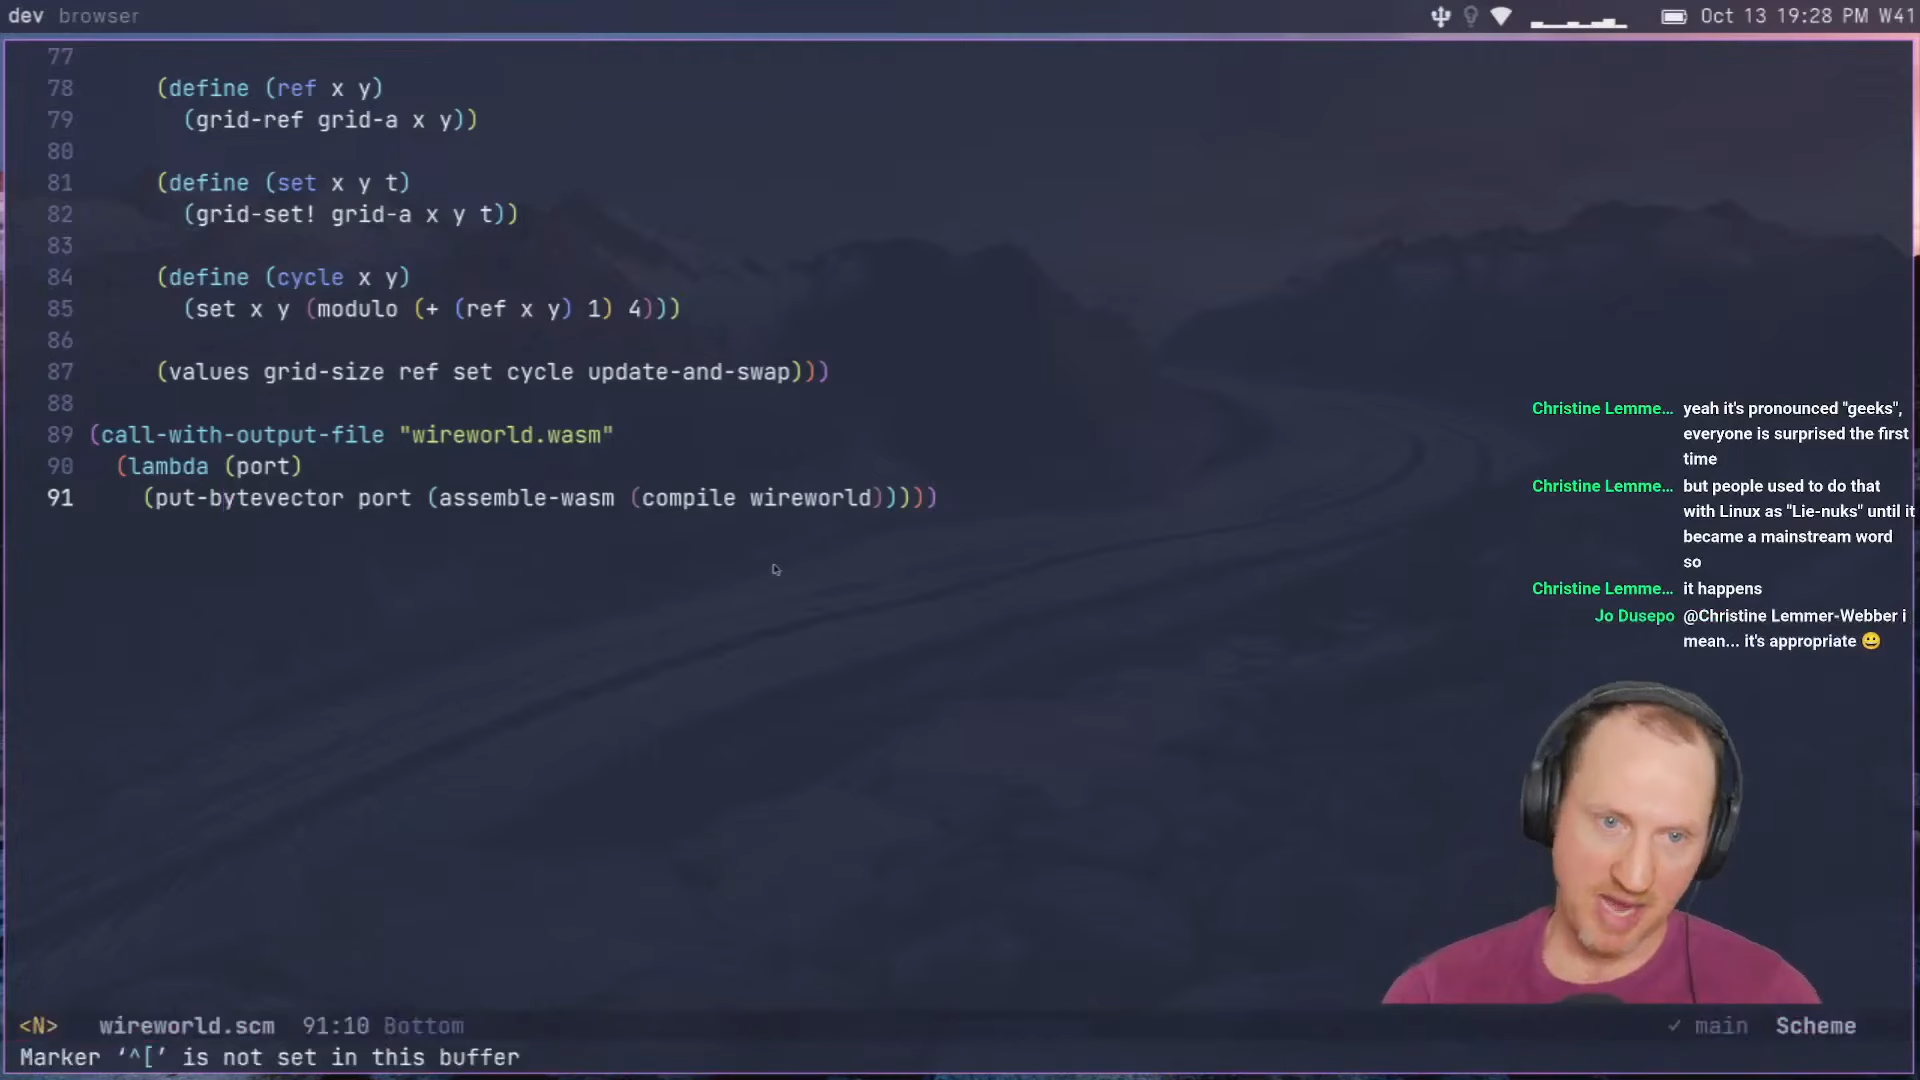 dev browser
Oct 13 19:28 PM W41
77
78 (define (ref x y)
79 (grid-ref grid-a x y))
80
81 (define (set x y t)
82 (grid-set! grid-a x y t))
83
84 (define (cycle x y)
85 (set x y (modulo (+ (ref x y) 1) 4)))
86
87 (values grid-size ref set cycle update-and-swap)))
88
89 (call-with-output-file "wireworld.wasm"
90 (lambda (port)
91 (put-bytevector port (assemble-wasm (compile wireworld)))))
Christine Lemme… yeah it's pronounced "geeks",
everyone is surprised the first
time
Christine Lemme… but people used to do that
with Linux as "Lie-nuks" until it
became a mainstream word
so
Christine Lemme… it happens
Jo Dusepo @Christine Lemmer-Webber i
mean... it's appropriate 😀
<N> wireworld.scm 91:10 Bottom
✓ main Scheme
Marker ‘^[’ is not set in this buffer